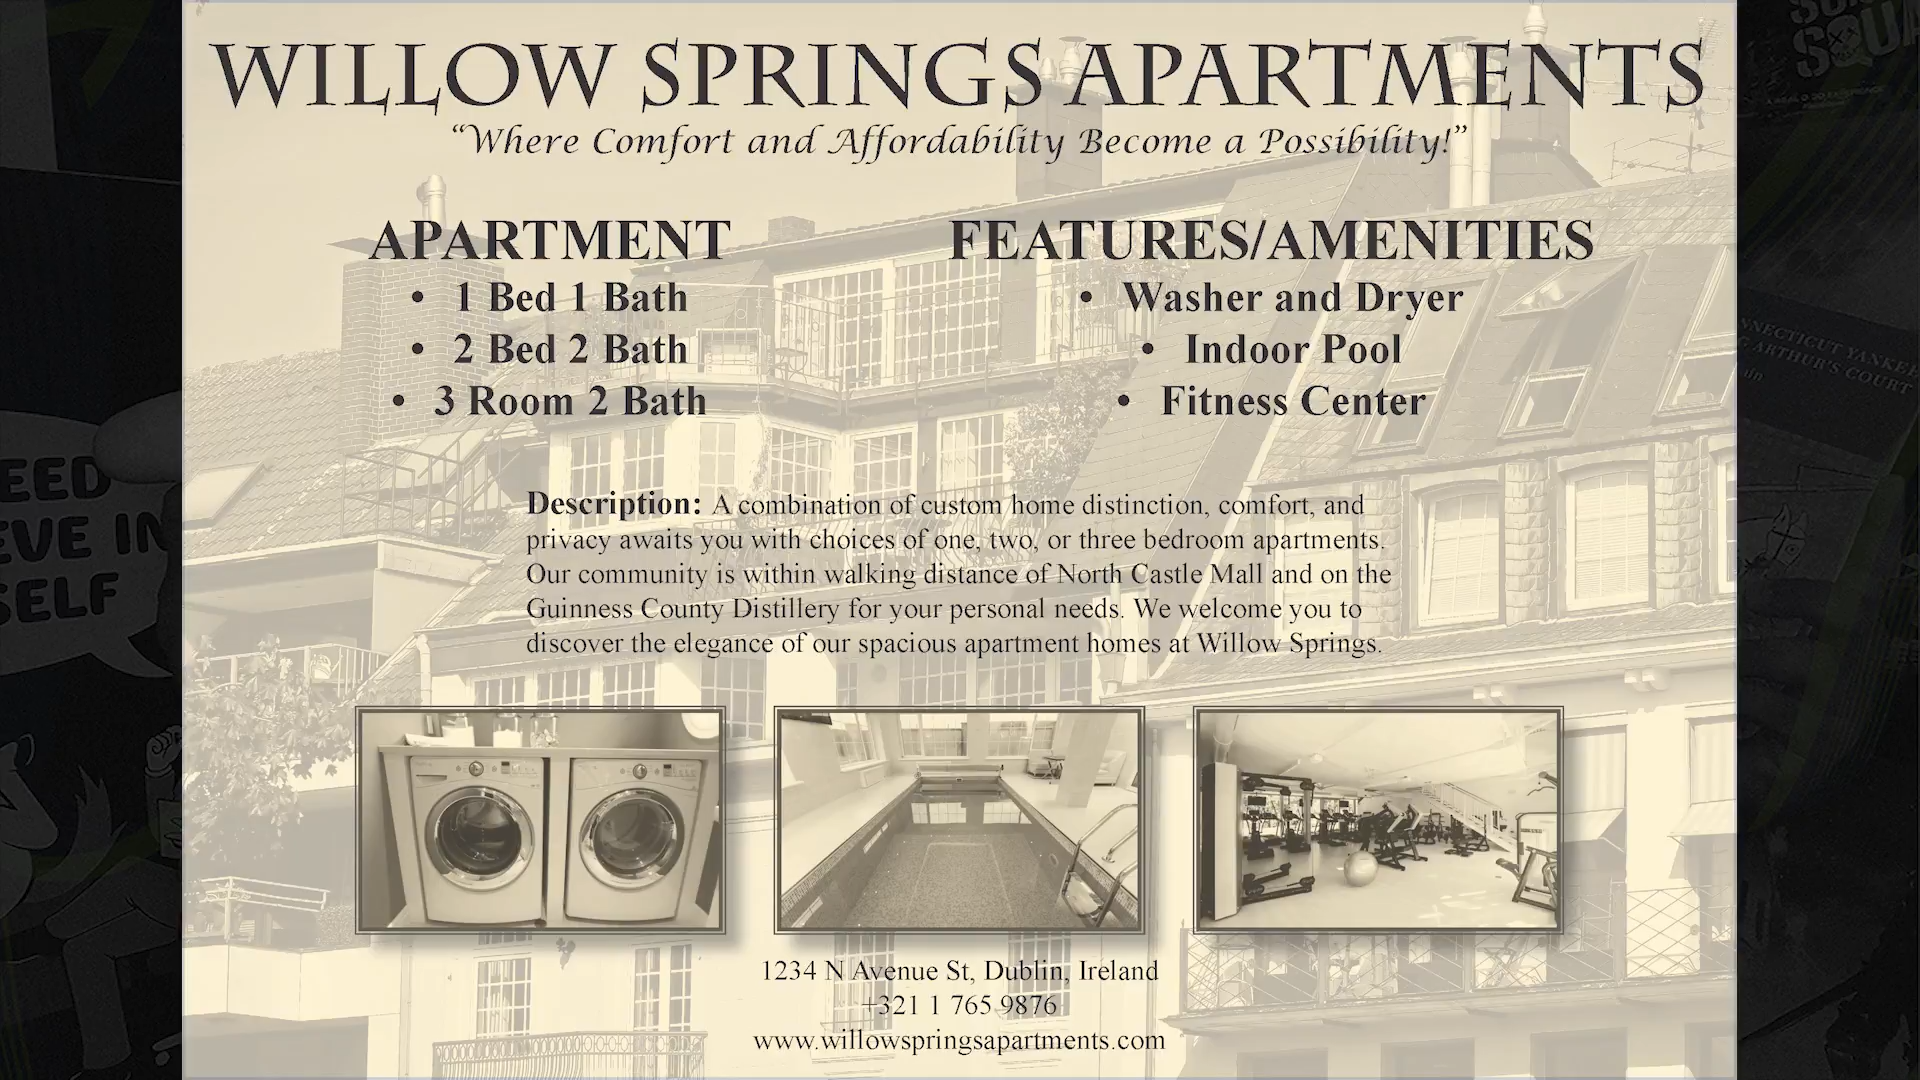 WILLOW SPRINGS APARTMENTS
“Where Comfort and Affordability Become a Possibility!”
APARTMENT
• 1 Bed 1 Bath
• 2 Bed 2 Bath
• 3 Room 2 Bath
FEATURES/AMENITIES
• Washer and Dryer
• Indoor Pool
• Fitness Center
Description: A combination of custom home distinction, comfort, and
privacy awaits you with choices of one, two, or three bedroom apartments.
Our community is within walking distance of North Castle Mall and on the
Guinness County Distillery for your personal needs. We welcome you to
discover the elegance of our spacious apartment homes at Willow Springs.
1234 N Avenue St, Dublin, Ireland
+321 1 765 9876
www.willowspringsapartments.com
EED
EVE IN
SELF
NNECTICUT YANKEE
ARTHUR'S COURT